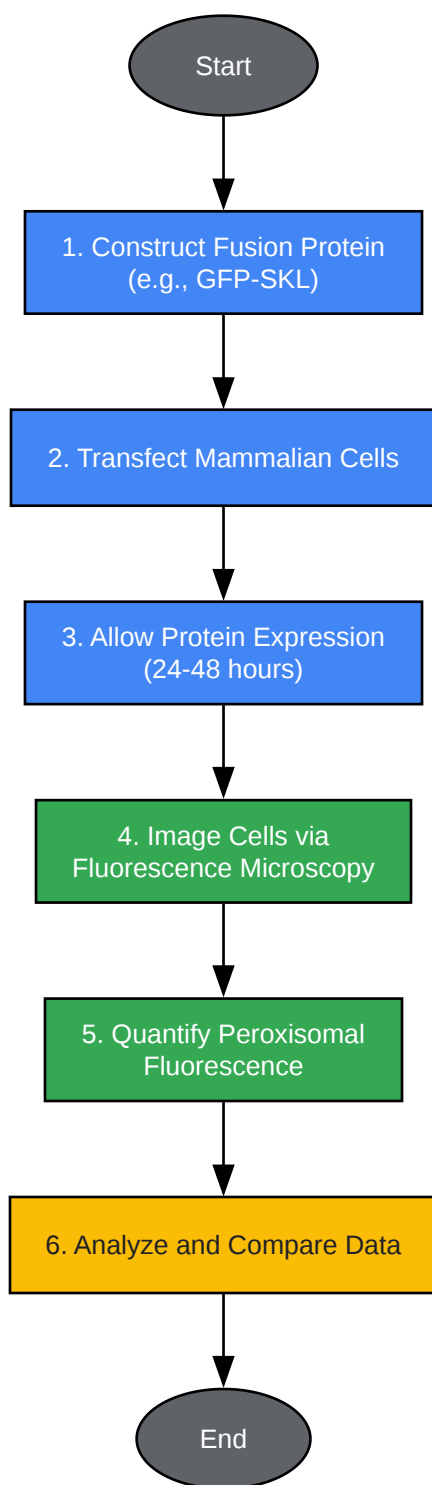 Start
1. Construct Fusion Protein
(e.g., GFP-SKL)
2. Transfect Mammalian Cells
3. Allow Protein Expression
(24-48 hours)
4. Image Cells via
Fluorescence Microscopy
5. Quantify Peroxisomal
Fluorescence
6. Analyze and Compare Data
End